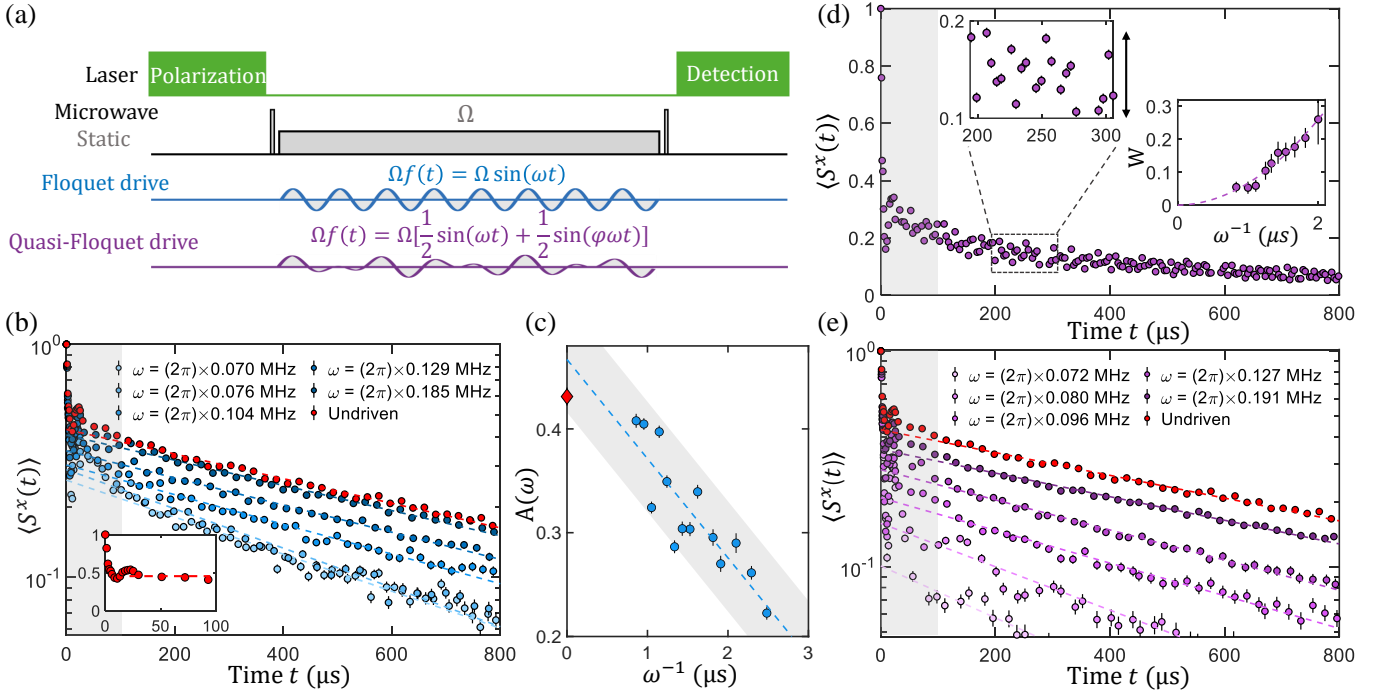 (a)
Laser
Polarization
Detection
Microwave
Static
Ω
Floquet drive
Ωf(t) = Ω sin(ωt)
Quasi-Floquet drive
Ωf(t) = Ω[1/2 sin(ωt) + 1/2 sin(φωt)]
(b)
⟨Sˣ(t)⟩
10⁰
10⁻¹
ω = (2π)×0.070 MHz
ω = (2π)×0.076 MHz
ω = (2π)×0.104 MHz
ω = (2π)×0.129 MHz
ω = (2π)×0.185 MHz
Undriven
1
0.5
0
0 50 100
0 200 400 600 800
Time t (μs)
(c)
A(ω)
0.4
0.3
0.2
0 1 2 3
ω⁻¹ (μs)
(d)
⟨Sˣ(t)⟩
1
0.8
0.6
0.4
0.2
0
0.2
0.1
200 250 300
W
0.3
0.2
0.1
0
0 1 2
ω⁻¹ (μs)
0 200 400 600 800
Time t (μs)
(e)
⟨Sˣ(t)⟩
10⁰
10⁻¹
ω = (2π)×0.072 MHz
ω = (2π)×0.080 MHz
ω = (2π)×0.096 MHz
ω = (2π)×0.127 MHz
ω = (2π)×0.191 MHz
Undriven
0 200 400 600 800
Time t (μs)